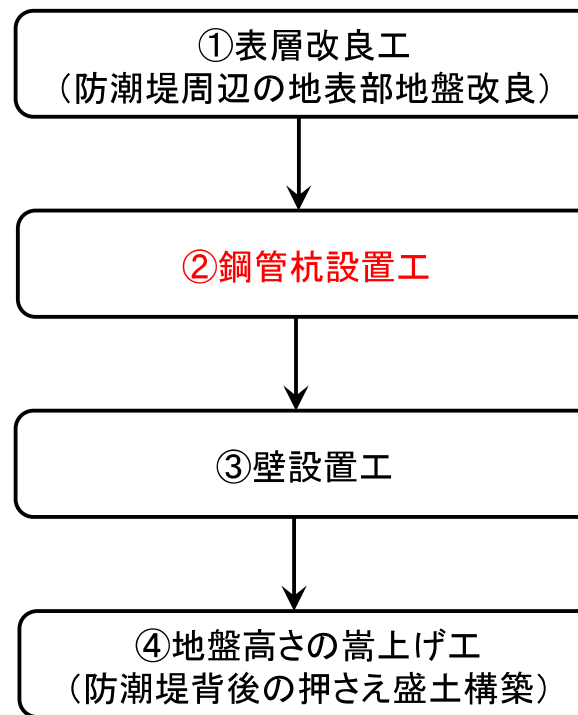 ①表層改良工
（防潮堤周辺の地表部地盤改良）
②鋼管杭設置工
③壁設置工
④地盤高さの嵩上げ工
（防潮堤背後の押さえ盛土構築）